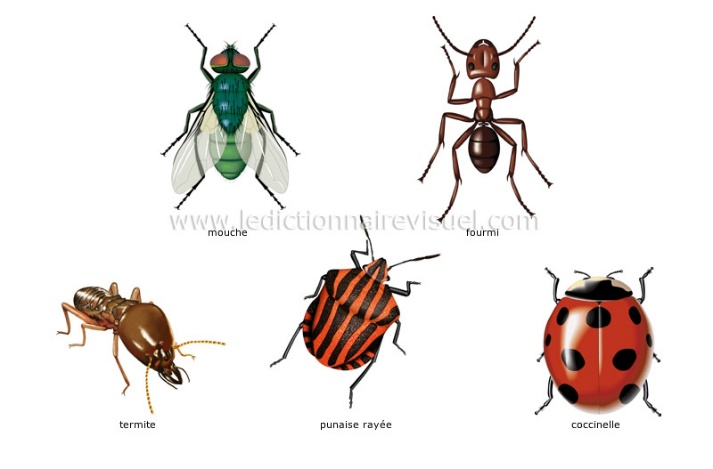 www.ledictionnairevisuel.com
mouche
fourmi
termite
punaise rayée
coccinelle